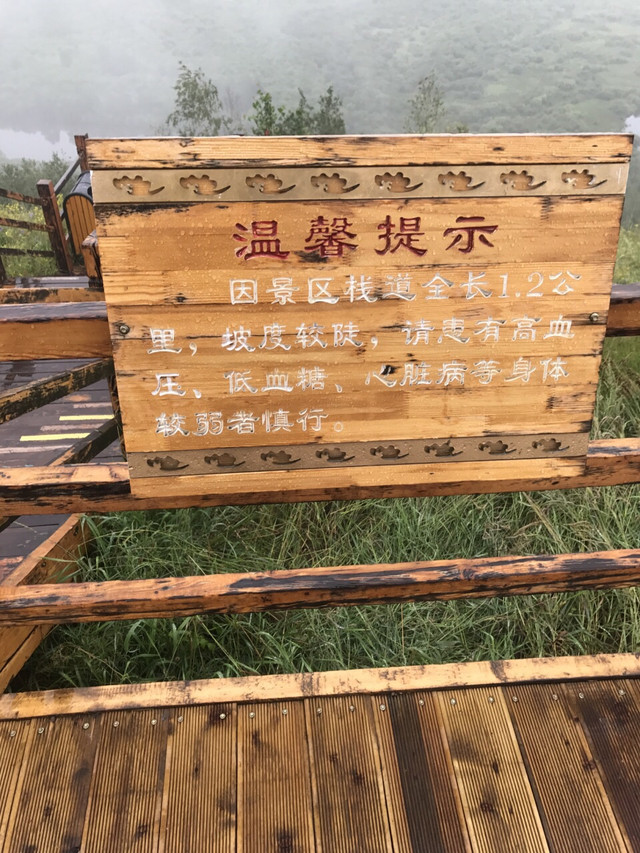 温馨提示
因景区栈道全长1.2公
里，坡度较陡，请患有高血
压、低血糖、心脏病等身体
较弱者慎行。